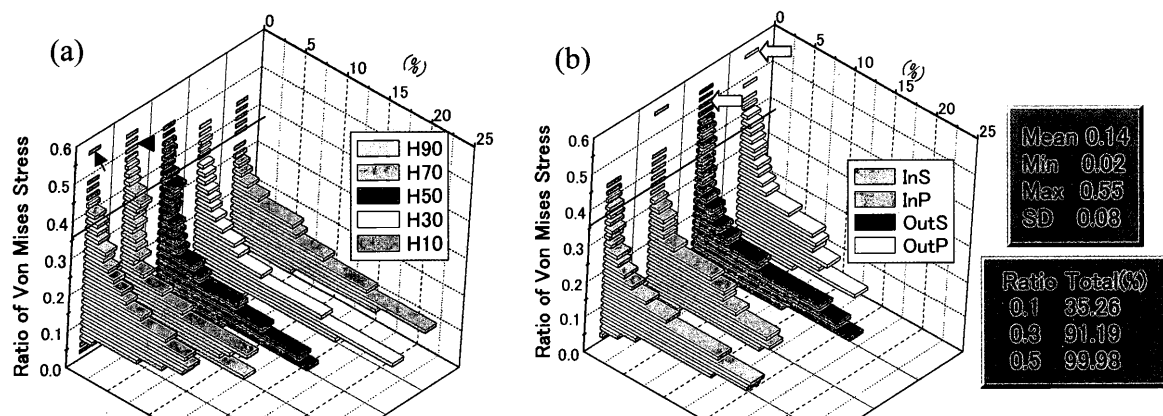 (a)
Ratio of Von Mises Stress
0.6
0.5
0.4
0.3
0.2
0.1
0.0
0
5
10
15
20
25
(%)
H90
H70
H50
H30
H10
(b)
Ratio of Von Mises Stress
0.6
0.5
0.4
0.3
0.2
0.1
0.0
0
5
10
15
20
25
(%)
InS
InP
OutS
OutP
Mean 0.14
Min 0.02
Max 0.55
SD 0.08
Ratio Total(%)
0.1 35.26
0.3 91.19
0.5 99.98